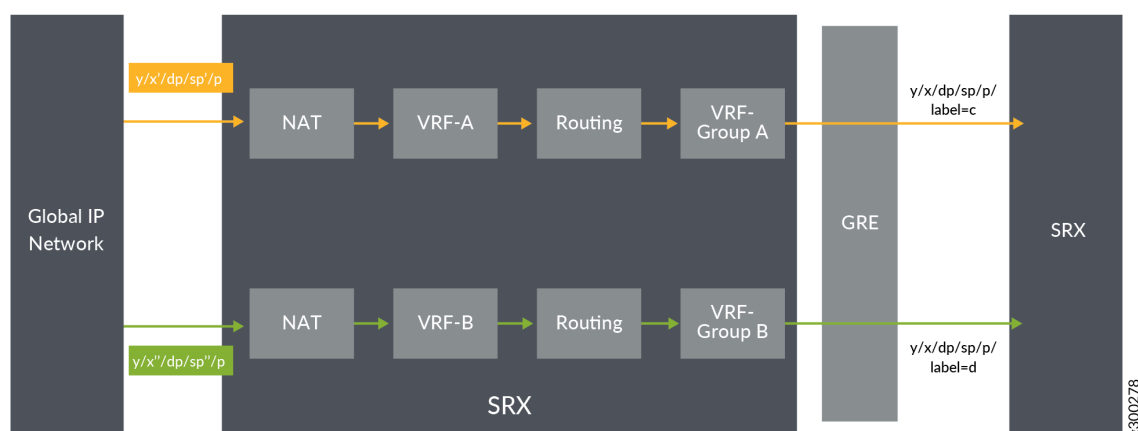 y/x'/dp/sp'/p
NAT
VRF-A
Routing
VRF-
Group A
y/x/dp/sp/p/
label=c
Global IP
Network
GRE
SRX
NAT
VRF-B
Routing
VRF-
Group B
y/x"/dp/sp"/p
y/x/dp/sp/p/
label=d
SRX
300278